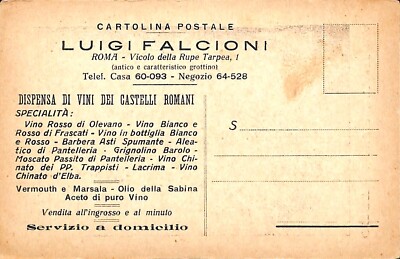 CARTOLINA POSTALE
LUIGI FALCIONI
ROMA - Vicolo della Rupe Tarpea, 1
(antico e caratteristico grottino)
Telef. Casa 60-093 - Negozio 64-528
DISPENSA DI VINI DEI CASTELLI ROMANI
SPECIALITÀ:
Vino Rosso di Olevano - Vino Bianco e
Rosso di Frascati - Vino in bottiglia Bianco
e Rosso - Barbera Asti Spumante - Alea-
tico di Pantelleria - Grignolino Barolo -
Moscato Passito di Pantelleria - Vino Chi-
nato dei PP. Trappisti - Lacrima - Vino
Chinato d'Elba.
Vermouth e Marsala - Olio della Sabina
Aceto di puro Vino
Vendita all'ingrosso e al minuto
Servizio a domicilio
S